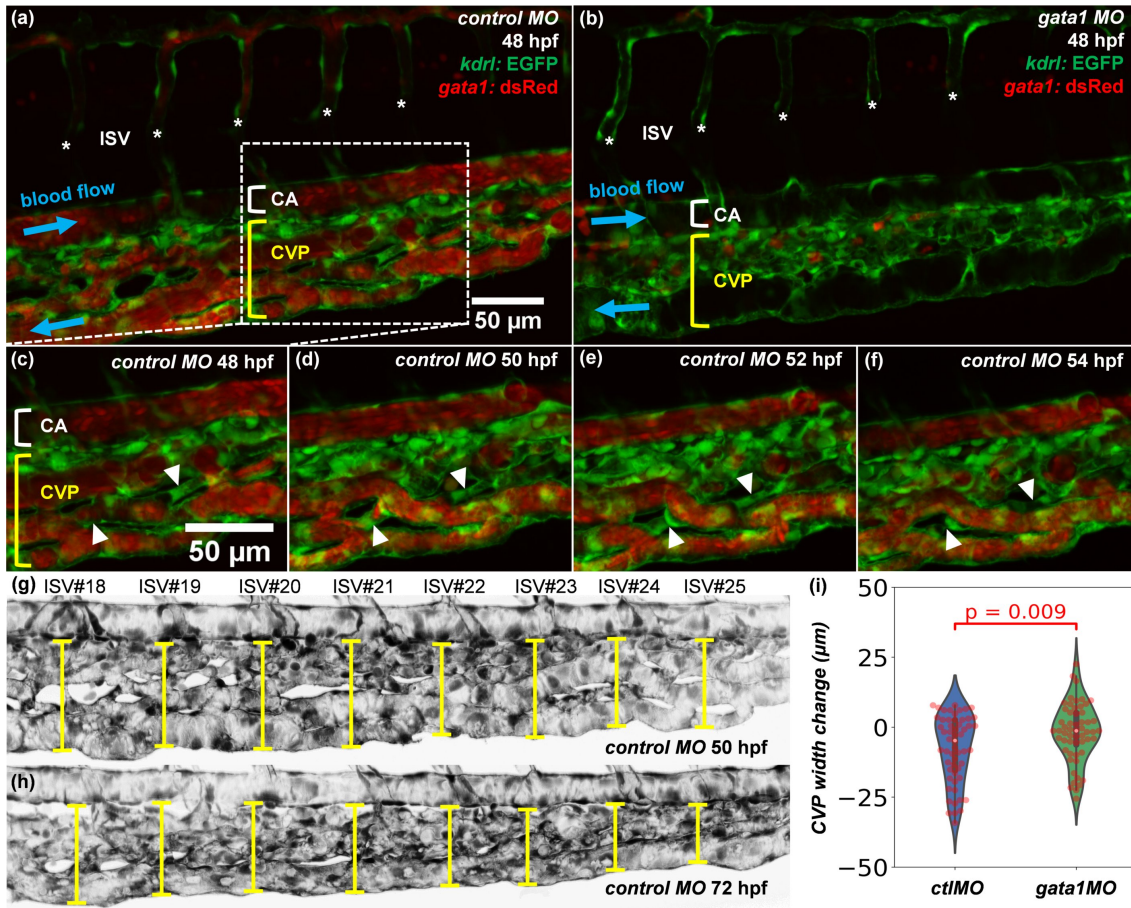 (a)
control MO
48 hpf
kdrl: EGFP
gata1: dsRed
* * * * *
ISV
blood flow
CA
CVP
50 µm
(b)
gata1 MO
48 hpf
kdrl: EGFP
gata1: dsRed
* * * * *
ISV
blood flow
CA
CVP
(c) control MO 48 hpf
CA
CVP
50 µm
(d) control MO 50 hpf
(e) control MO 52 hpf
(f) control MO 54 hpf
(g) ISV#18 ISV#19 ISV#20 ISV#21 ISV#22 ISV#23 ISV#24 ISV#25
control MO 50 hpf
(h)
control MO 72 hpf
(i)
CVP width change (µm)
50
25
0
−25
−50
p = 0.009
ctlMO gata1MO